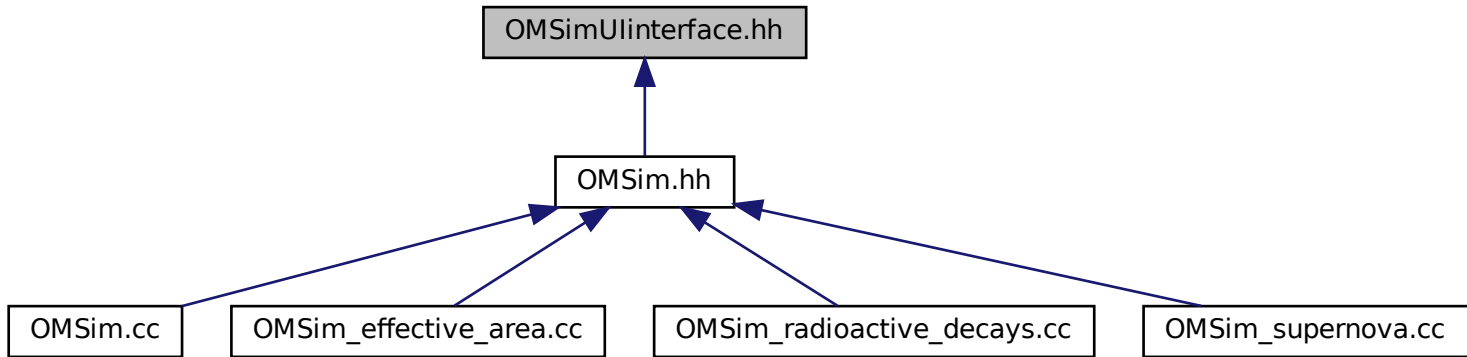 OMSimUIinterface.hh
OMSim.hh
OMSim.cc
OMSim_effective_area.cc
OMSim_radioactive_decays.cc
OMSim_supernova.cc